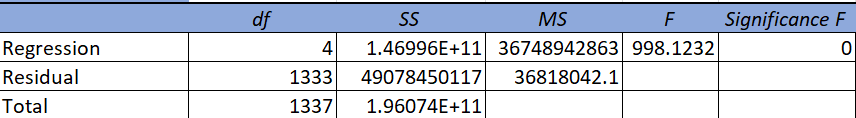 df SS MS F Significance F
Regression 4 1.46996E+11 36748942863 998.1232 0
Residual 1333 49078450117 36818042.1
Total 1337 1.96074E+11